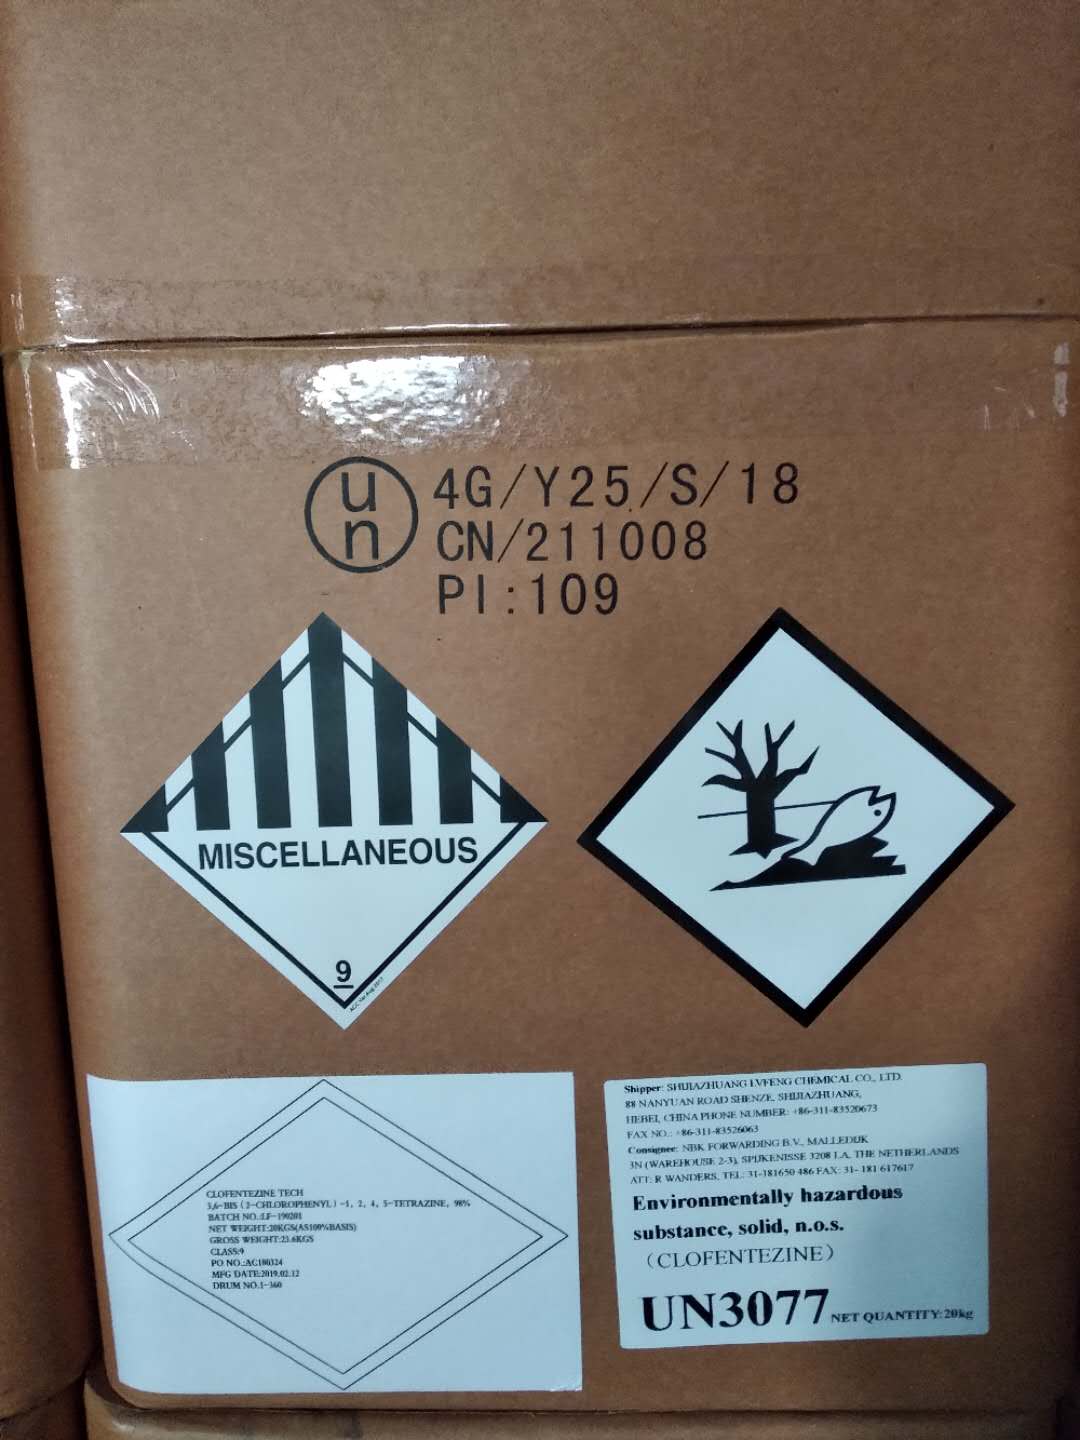 un
4G/Y25/S/18
CN/211008
PI:109
MISCELLANEOUS
9
CLOFENTEZINE TECH
3,6-BIS (2-CHLOROPHENYL) -1, 2, 4, 5-TETRAZINE, 98%
BATCH NO.:LF-190201
NET WEIGHT:20KGS(AS100%BASIS)
GROSS WEIGHT:23.6KGS
CLASS:9
PO NO.:AC180324
MFG DATE:2019.02.12
DRUM NO.1-360
Shipper: SHIJIAZHUANG LVFENG CHEMICAL CO., LTD.
88 NANYUAN ROAD SHENZE, SHIJIAZHUANG,
HEBEI, CHINA PHONE NUMBER: +86-311-83520673
FAX NO.: +86-311-83526063
Consignee: NBK FORWARDING B.V., MALLEDIJK
3N (WAREHOUSE 2-3), SPIJKENISSE 3208 LA. THE NETHERLANDS
ATT: R WANDERS. TEL: 31-181650 486 FAX: 31- 181 617617
Environmentally hazardous
substance, solid, n.o.s.
(CLOFENTEZINE)
UN3077 NET QUANTITY: 20kg